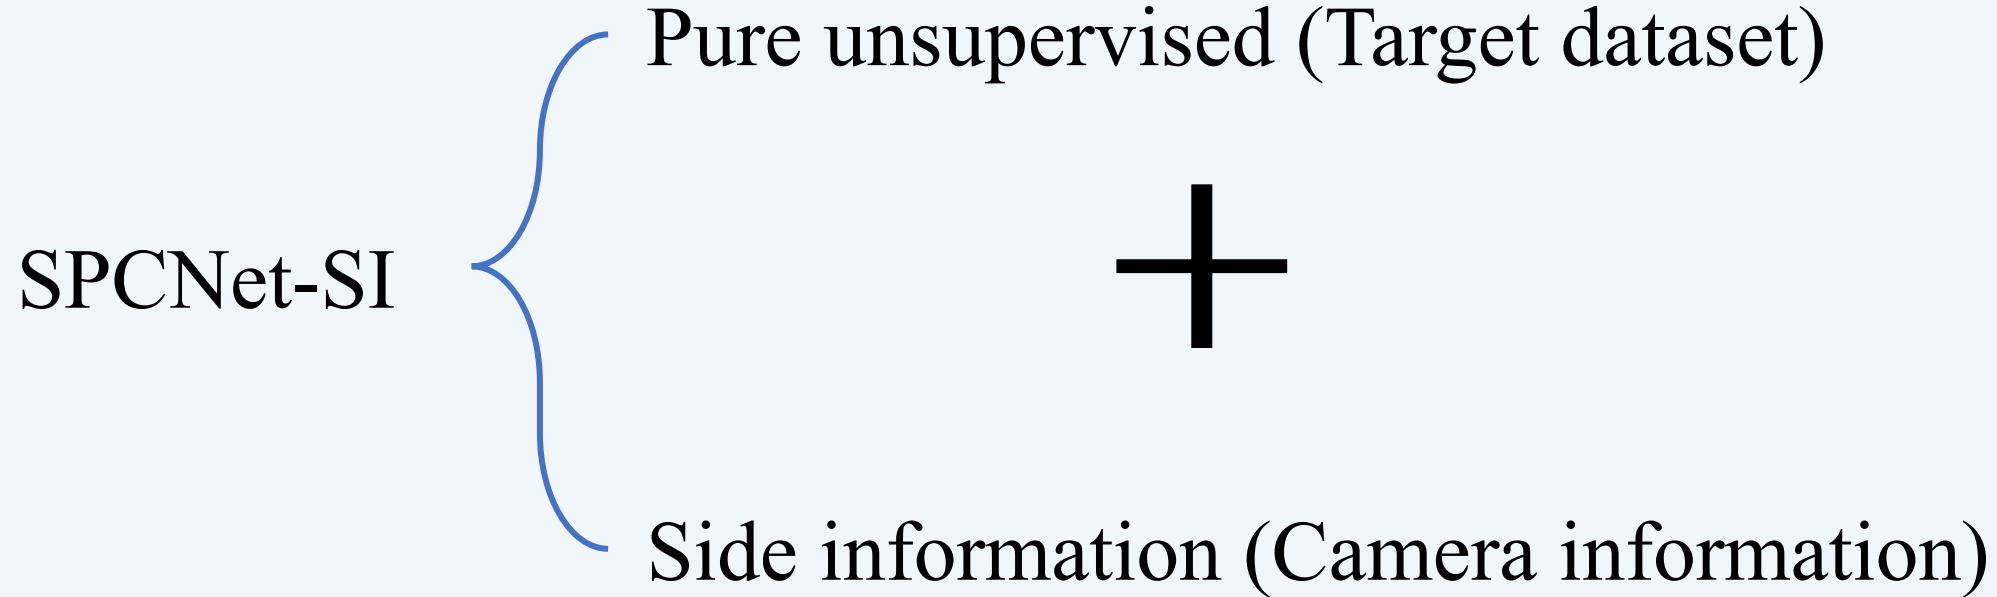 Pure unsupervised (Target dataset)
SPCNet-SI
+
Side information (Camera information)